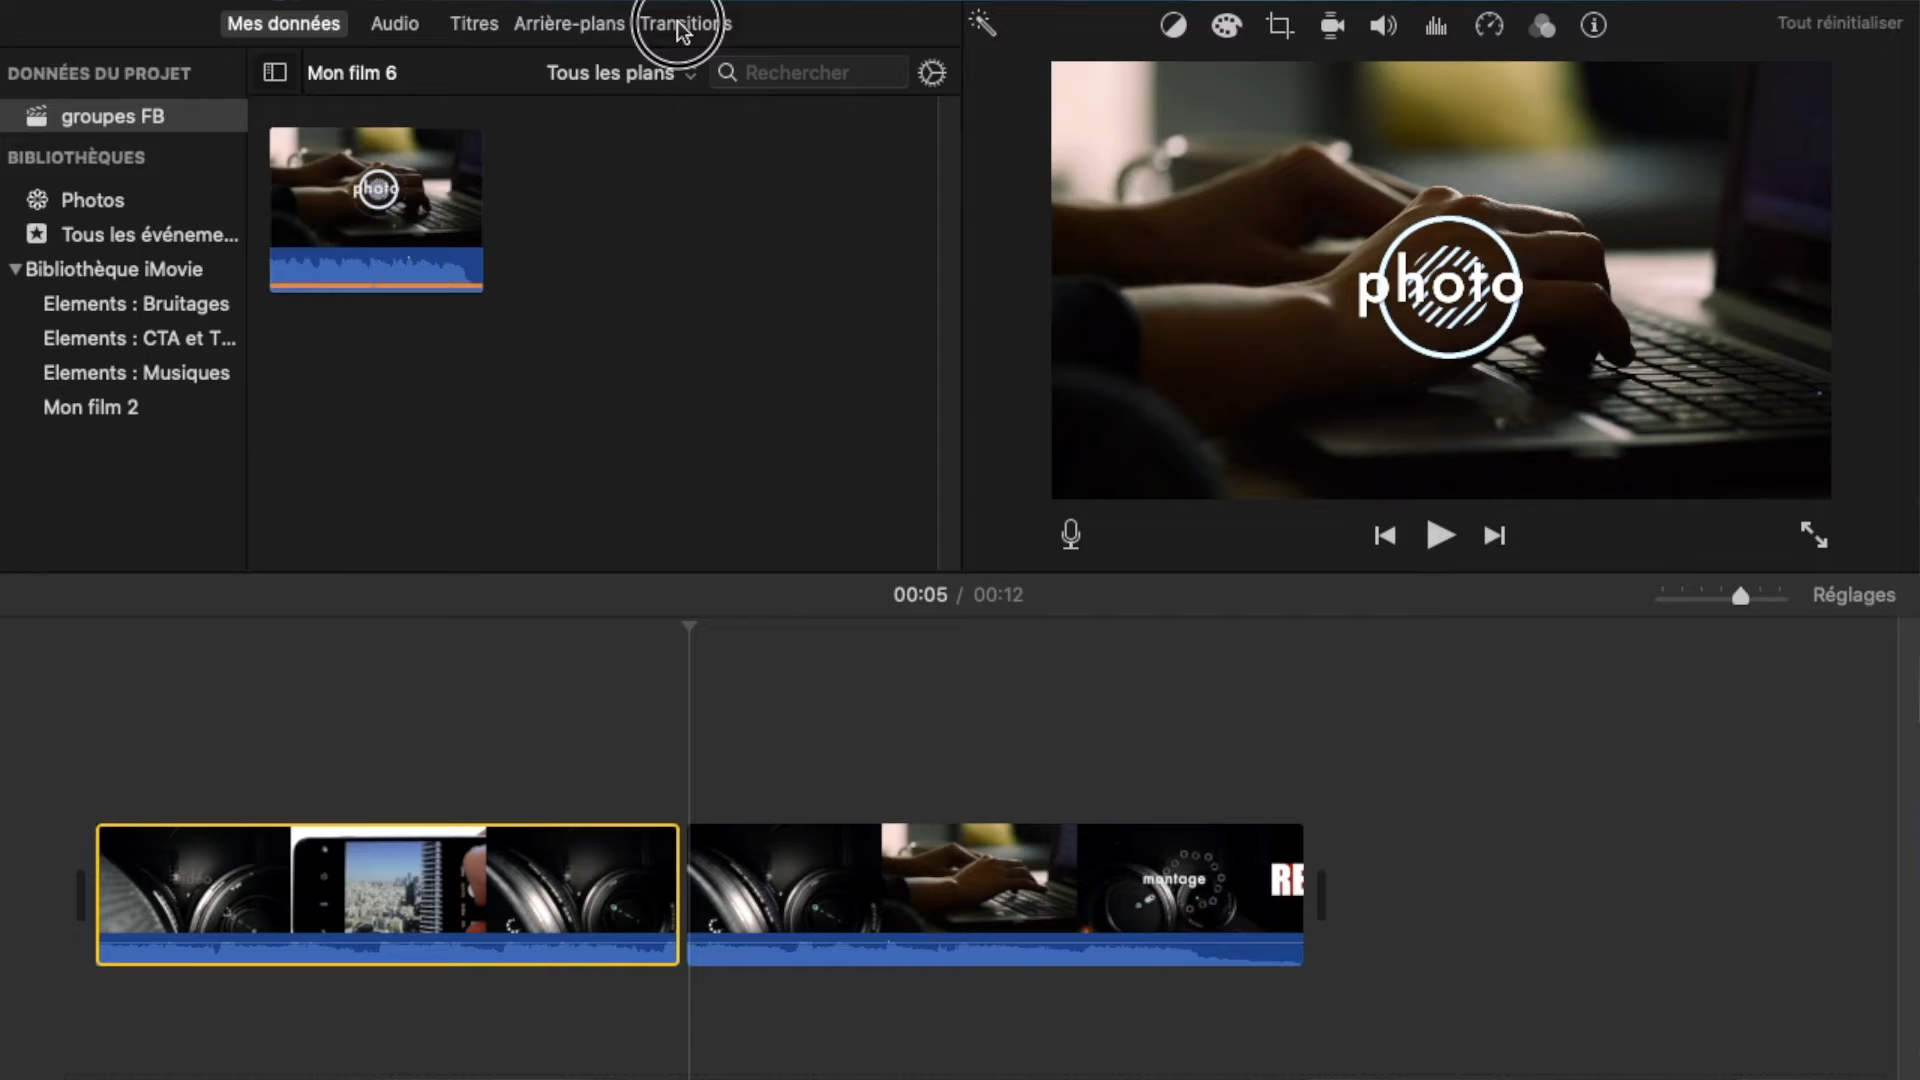 Mes données Audio Titres Arrière-plans Transitions
Tout réinitialiser
DONNÉES DU PROJET
Mon film 6 Tous les plans Rechercher
groupes FB
BIBLIOTHÈQUES
Photos
Tous les événeme...
Bibliothèque iMovie
Elements : Bruitages
Elements : CTA et T...
Elements : Musiques
Mon film 2
photo
photo
00:05 / 00:12
Réglages
vidéo
montage
RE